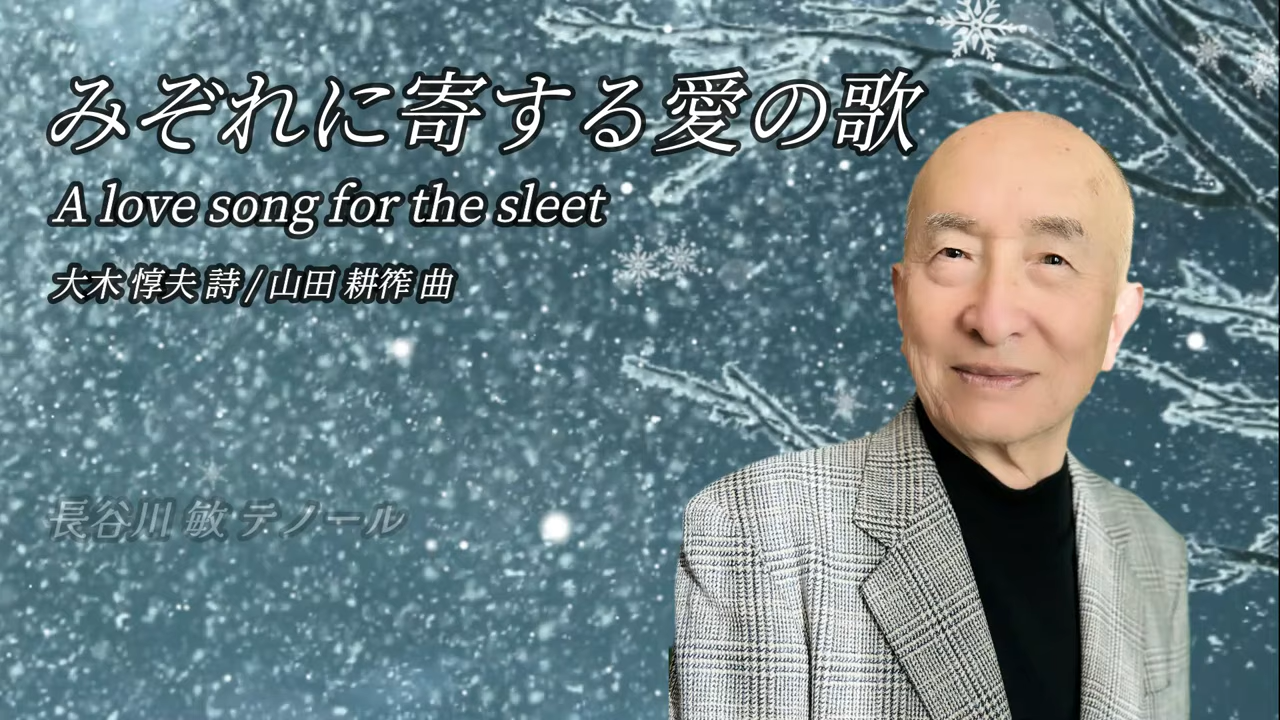 みぞれに寄する愛の歌
A love song for the sleet
大木 惇夫 詩 / 山田 耕筰 曲
長谷川 敏 テノール